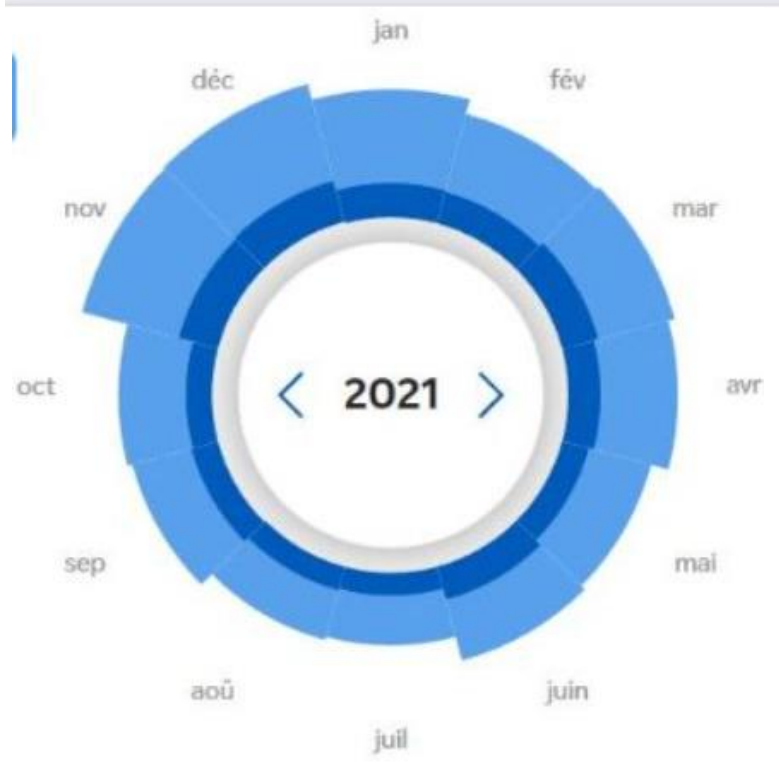 jan
déc fév
nov mar
oct 2021 avr
sep mai
aoû juin
juil